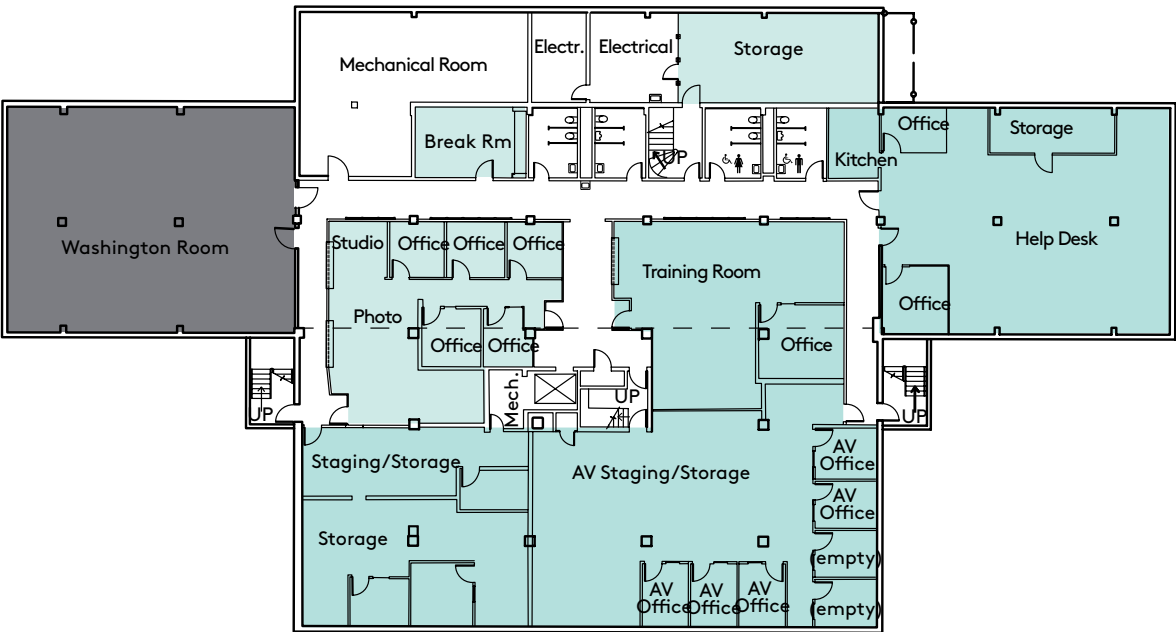 Electr.
Electrical
Storage
Mechanical Room
Break Rm
UP
Kitchen
Office
Storage
Washington Room
Studio
Office
Office
Office
Training Room
Help Desk
Photo
Office
Office
Office
Office
Mech.
UP
UP
UP
Staging/Storage
AV Staging/Storage
AV
Office
AV
Office
Storage
(empty)
AV
Office
AV
Office
AV
Office
(empty)